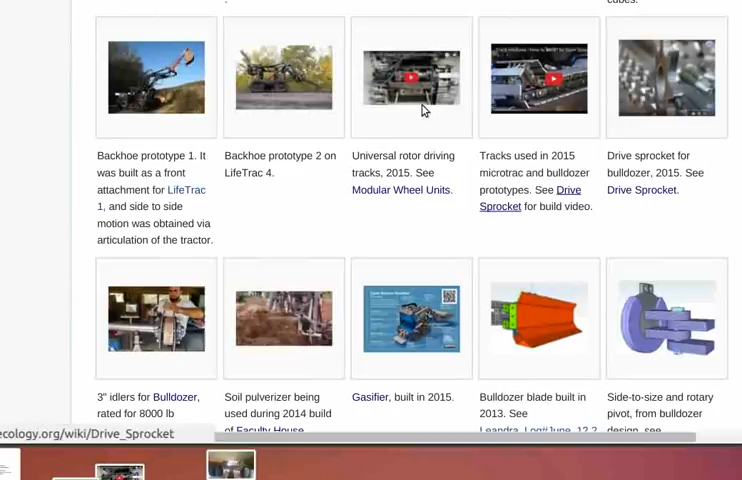 cubes.
Backhoe prototype 1. It
was built as a front
attachment for LifeTrac
1, and side to side
motion was obtained via
articulation of the tractor.
Backhoe prototype 2 on
LifeTrac 4.
Universal rotor driving
tracks, 2015. See
Modular Wheel Units.
Tracks used in 2015
microtrac and bulldozer
prototypes. See Drive
Sprocket for build video.
Drive sprocket for
bulldozer, 2015. See
Drive Sprocket.
3" idlers for Bulldozer,
rated for 8000 lb
Soil pulverizer being
used during 2014 build
of Faculty House
Gasifier, built in 2015.
Bulldozer blade built in
2013. See
Leandra_Log#June_12,2
Side-to-size and rotary
pivot, from bulldozer
design, see
ecology.org/wiki/Drive_Sprocket